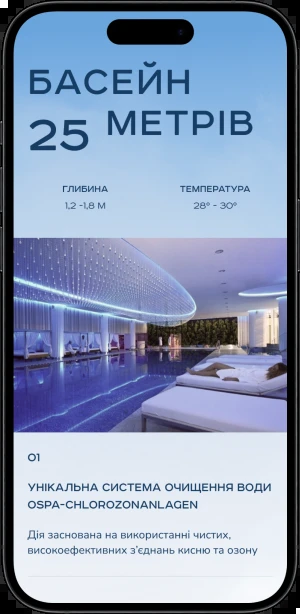 БАСЕЙН
25 МЕТРІВ
ГЛИБИНА
1,2 -1,8 М
ТЕМПЕРАТУРА
28° - 30°
01
УНІКАЛЬНА СИСТЕМА ОЧИЩЕННЯ ВОДИ
OSPA-CHLOROZONANLAGEN
Дія заснована на використанні чистих,
високоефективних з’єднань кисню та озону